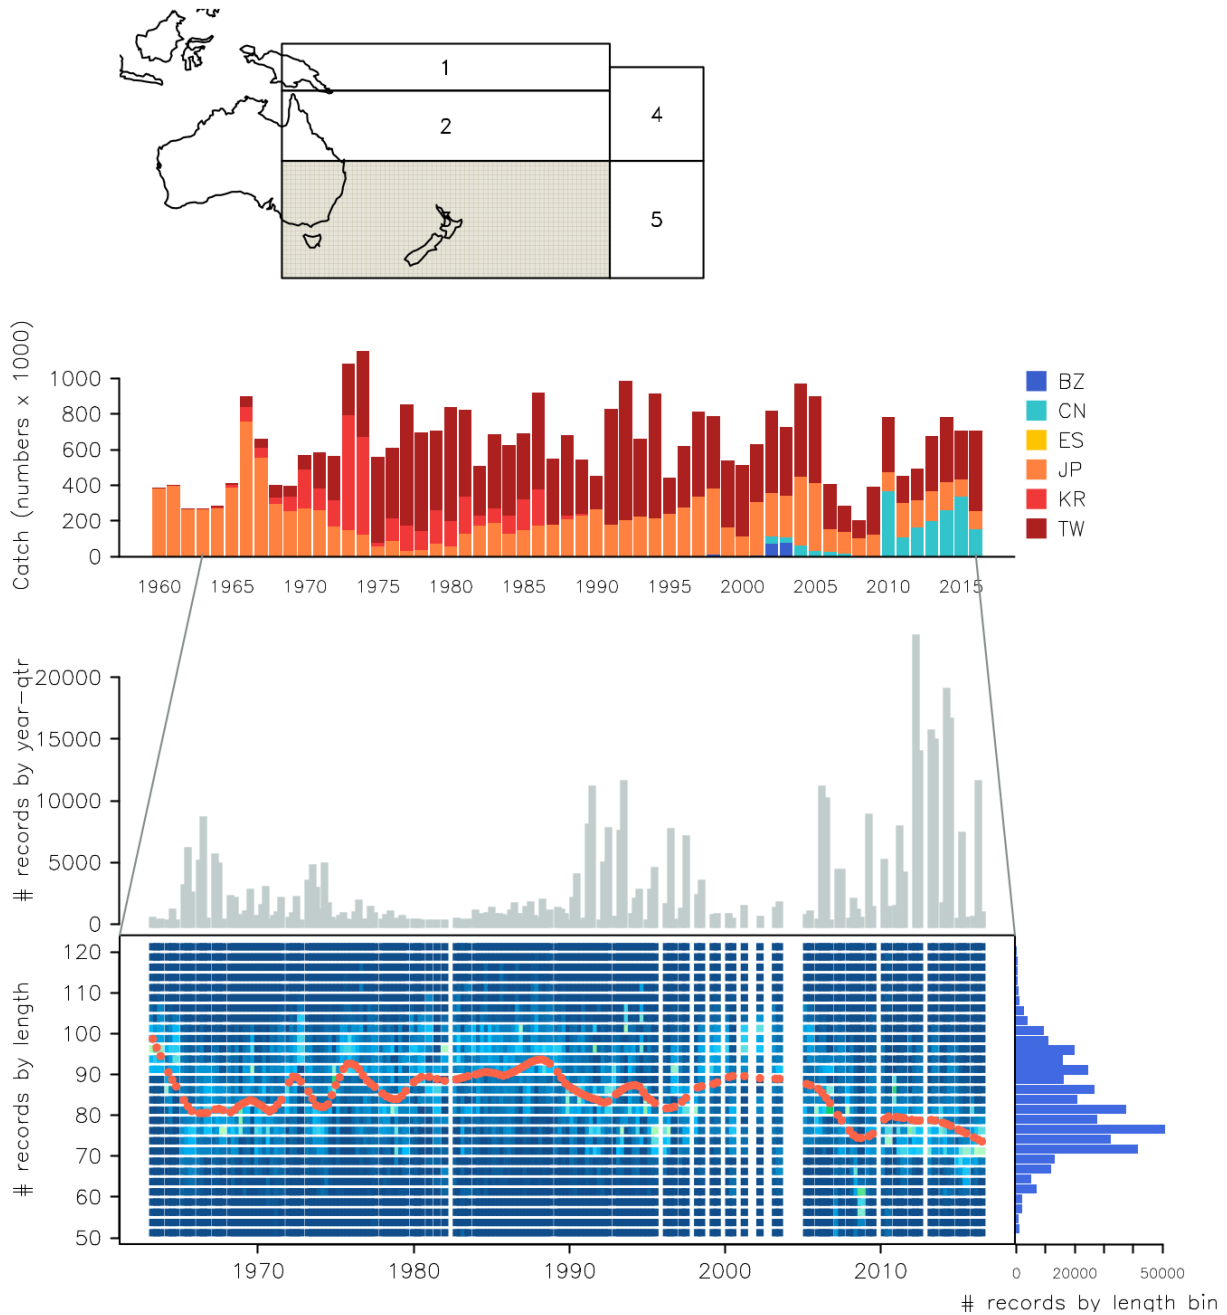 1
2
4
5
Catch (numbers x 1000)
1000
800
600
400
200
0
1960 1965 1970 1975 1980 1985 1990 1995 2000 2005 2010 2015
BZ
CN
ES
JP
KR
TW
# records by year-qtr
20000
15000
10000
5000
0
# records by length
120
110
100
90
80
70
60
50
1970 1980 1990 2000 2010
0 20000 50000
# records by length bin